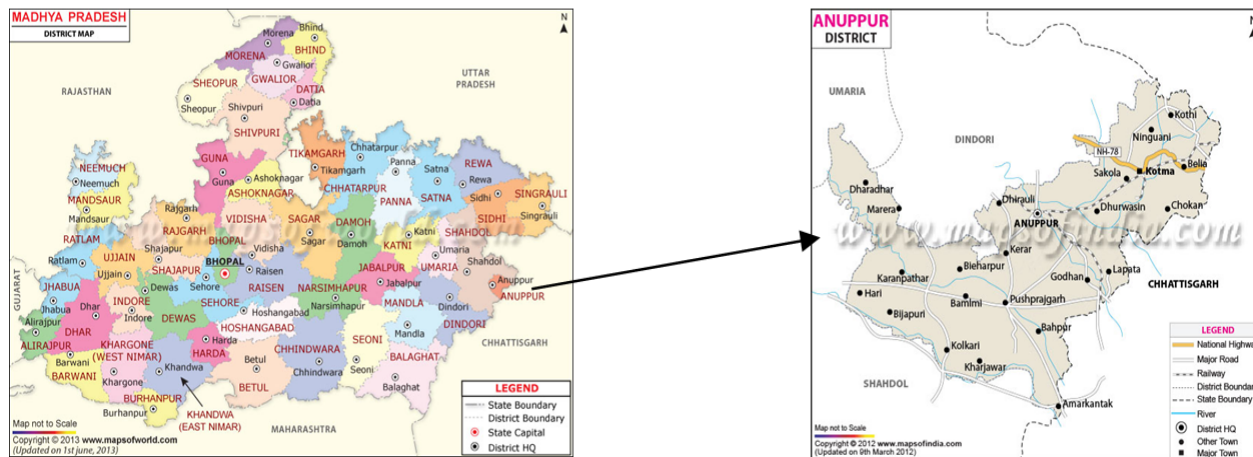 MADHYA PRADESH
DISTRICT MAP
N
RAJASTHAN
UTTAR
PRADESH
GUJARAT
CHHATTISGARH
MAHARASHTRA
Morena
Bhind
MORENA
BHIND
Gwalior
GWALIOR
SHEOPUR
DATIA
Datia
Sheopur
Shivpuri
SHIVPURI
GUNA
Guna
TIKAMGARH
Tikamgarh
Chhatarpur
CHHATARPUR
Panna
PANNA
Satna
SATNA
REWA
Rewa
Sidhi
SIDHI
SINGRAULI
Singrauli
NEEMUCH
Neemuch
MANDSAUR
Mandsaur
Ashoknagar
ASHOKNAGAR
Rajgarh
RAJGARH
VIDISHA
Vidisha
SAGAR
Sagar
DAMOH
Damoh
KATNI
Katni
SHAHDOL
Shahdol
Umaria
UMARIA
RATLAM
Ratlam
UJJAIN
Ujjain
Shajapur
SHAJAPUR
BHOPAL
BHOPAL
Raisen
RAISEN
Sehore
SEHORE
NARSIMHAPUR
Narsimhapur
JABALPUR
Jabalpur
Anuppur
ANUPPUR
JHABUA
Jhabua
Dhar
DHAR
INDORE
Indore
Dewas
DEWAS
Hoshangabad
HOSHANGABAD
MANDLA
Mandla
Dindori
DINDORI
Alirajpur
ALIRAJPUR
KHARGONE
(WEST NIMAR)
Khargone
Harda
HARDA
Betul
BETUL
CHHINDWARA
Chhindwara
SEONI
Seoni
BALAGHAT
Balaghat
Barwani
BARWANI
Khandwa
BURHANPUR
Burhanpur
KHANDWA
(EAST NIMAR)
LEGEND
State Boundary
District Boundary
State Capital
District HQ
Map not to Scale
Copyright © 2013 www.mapsofworld.com
(Updated on 1st June, 2013)
ANUPPUR
DISTRICT
N
UMARIA
DINDORI
SHAHDOL
CHHATTISGARH
Kothi
Ninguani
NH-78
Belia
Sakola
Kotma
Dharadhar
Marera
Dhirauli
ANUPPUR
Dhurwasin
Chokan
www.mapsofindia.com
Kerar
Karanpathar
Bieharpur
Godhan
Lapata
Hari
Bamlml
Pushprajgarh
Bijapuri
Bahpur
Kolkari
Kharjawar
Amarkantak
LEGEND
National Highway
Major Road
Railway
District Boundary
State Boundary
River
District HQ
Other Town
Major Town
Map not to Scale
Copyright © 2012 www.mapsofindia.com
(Updated on 9th March 2012)